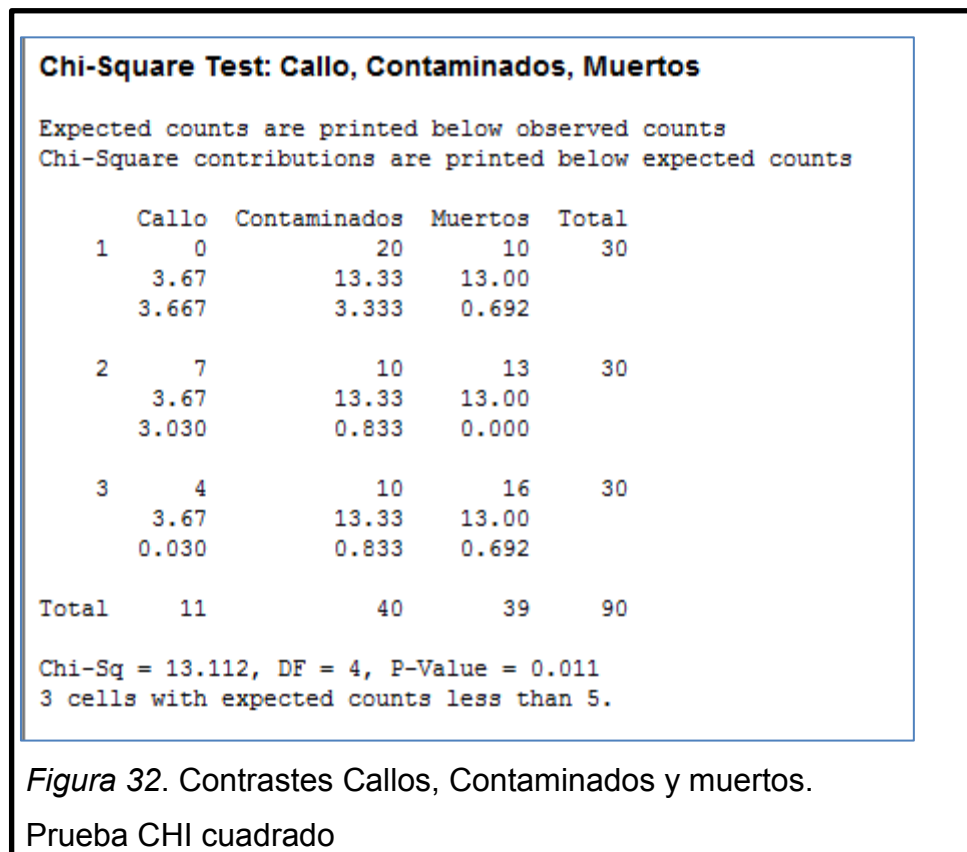 Chi-Square Test: Callo, Contaminados, Muertos
Expected counts are printed below observed counts
Chi-Square contributions are printed below expected counts
Callo Contaminados Muertos Total
1 0 20 10 30
3.67 13.33 13.00
3.667 3.333 0.692
2 7 10 13 30
3.67 13.33 13.00
3.030 0.833 0.000
3 4 10 16 30
3.67 13.33 13.00
0.030 0.833 0.692
Total 11 40 39 90
Chi-Sq = 13.112, DF = 4, P-Value = 0.011
3 cells with expected counts less than 5.
Figura 32. Contrastes Callos, Contaminados y muertos.
Prueba CHI cuadrado